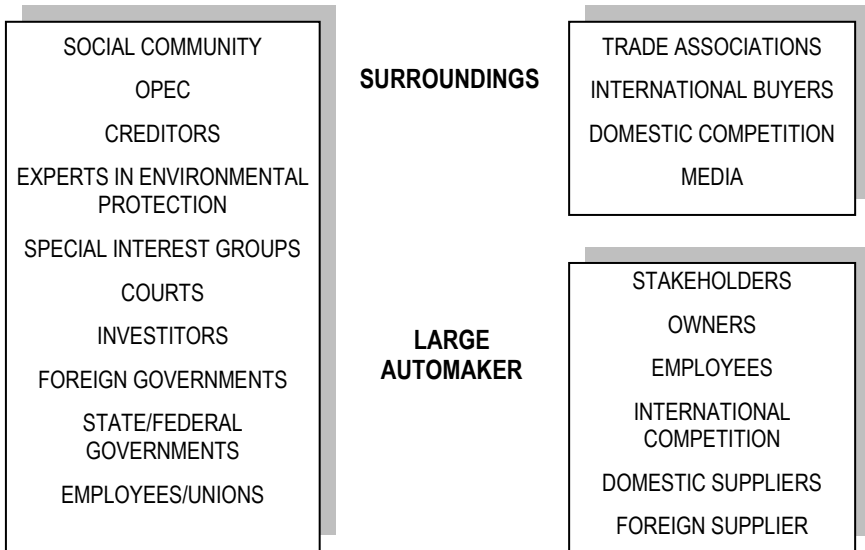 SOCIAL COMMUNITY
OPEC
CREDITORS
EXPERTS IN ENVIRONMENTAL
PROTECTION
SPECIAL INTEREST GROUPS
COURTS
INVESTITORS
FOREIGN GOVERNMENTS
STATE/FEDERAL
GOVERNMENTS
EMPLOYEES/UNIONS
SURROUNDINGS
LARGE
AUTOMAKER
TRADE ASSOCIATIONS
INTERNATIONAL BUYERS
DOMESTIC COMPETITION
MEDIA
STAKEHOLDERS
OWNERS
EMPLOYEES
INTERNATIONAL
COMPETITION
DOMESTIC SUPPLIERS
FOREIGN SUPPLIER